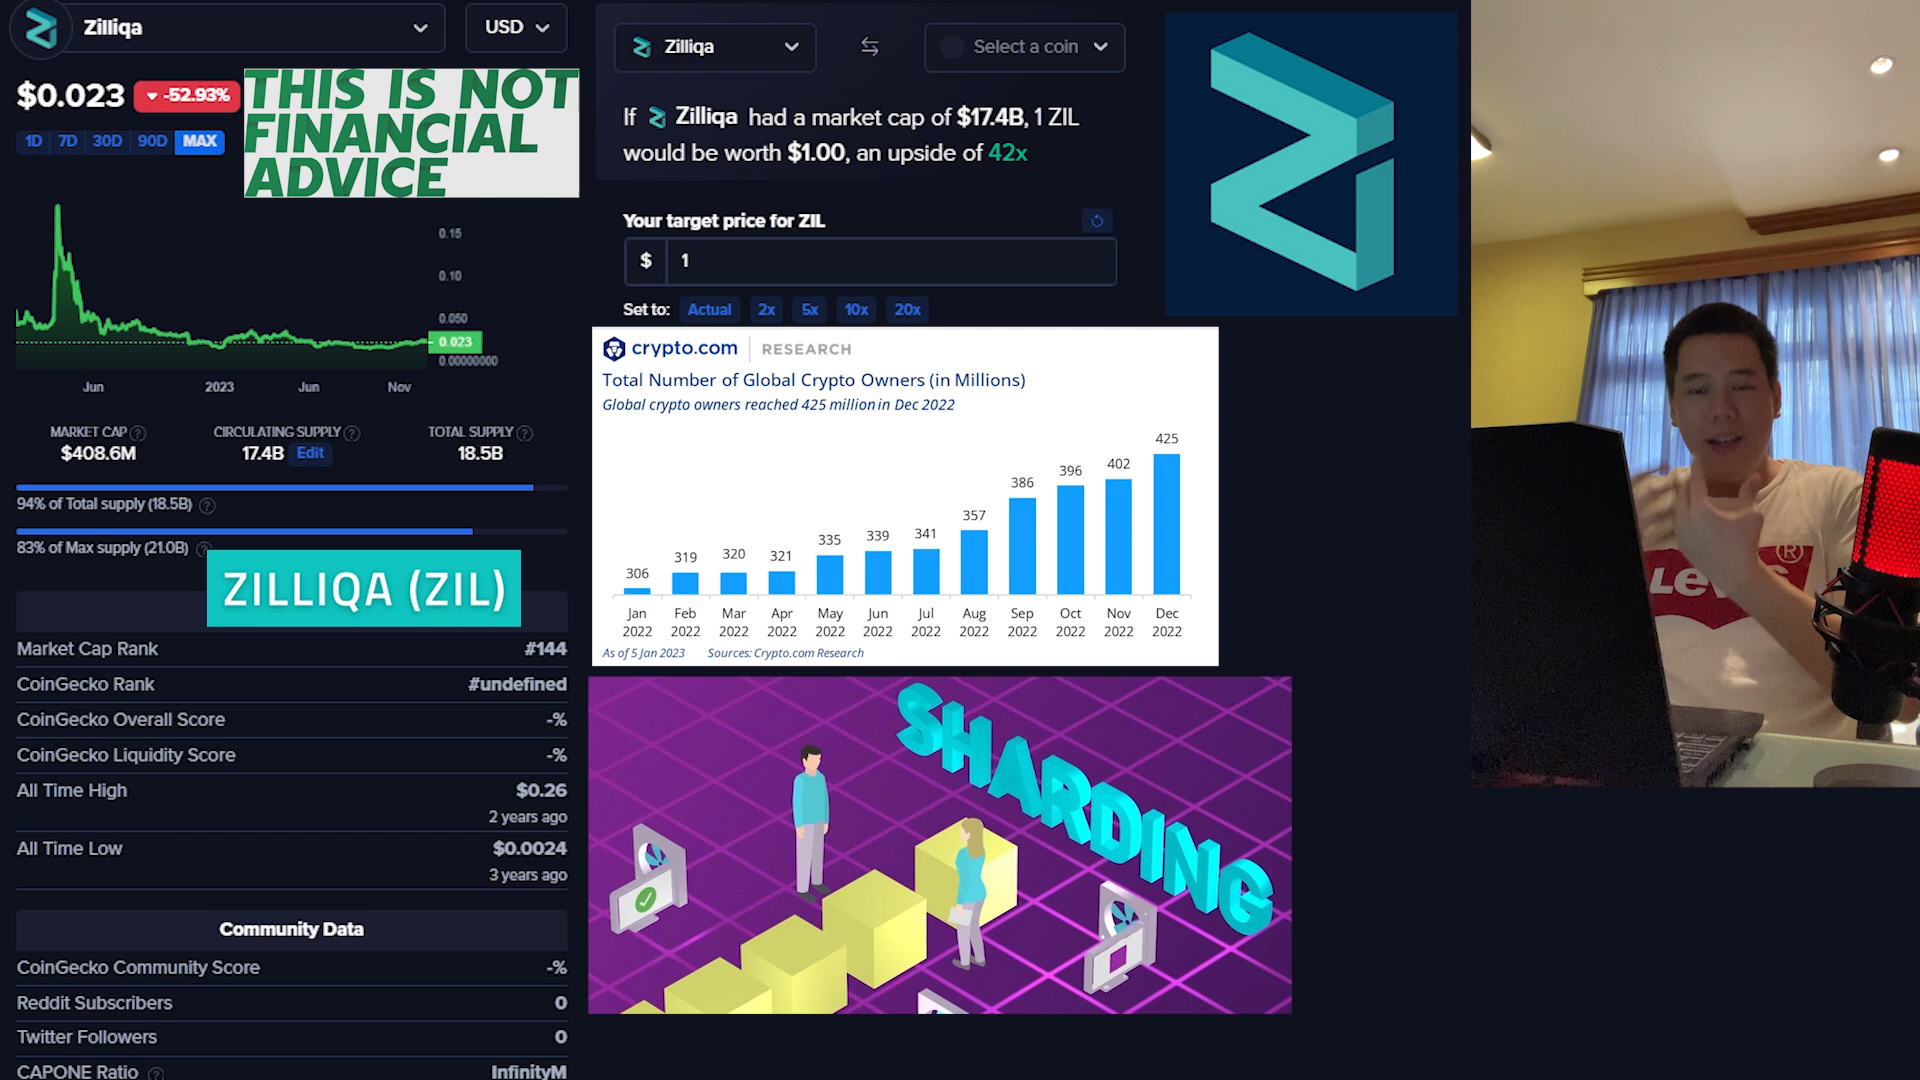 Zilliqa
USD
$0.023
-52.93%
1D 7D 30D 90D MAX
THIS IS NOT
FINANCIAL
ADVICE
0.15
0.10
0.050
0.023
0.00000000
Jun 2023 Jun Nov
MARKET CAP CIRCULATING SUPPLY TOTAL SUPPLY
$408.6M 17.4B Edit 18.5B
94% of Total supply (18.5B)
83% of Max supply (21.0B)
ZILLIQA (ZIL)
Market Cap Rank #144
CoinGecko Rank #undefined
CoinGecko Overall Score -%
CoinGecko Liquidity Score -%
All Time High $0.26
2 years ago
All Time Low $0.0024
3 years ago
Community Data
CoinGecko Community Score -%
Reddit Subscribers 0
Twitter Followers 0
CAPONE Ratio InfinityM
Zilliqa
Select a coin
If Zilliqa had a market cap of $17.4B, 1 ZIL
would be worth $1.00, an upside of 42x
Your target price for ZIL
$ 1
Set to: Actual 2x 5x 10x 20x
crypto.com RESEARCH
Total Number of Global Crypto Owners (in Millions)
Global crypto owners reached 425 million in Dec 2022
306 319 320 321 335 339 341 357 386 396 402 425
Jan Feb Mar Apr May Jun Jul Aug Sep Oct Nov Dec
2022 2022 2022 2022 2022 2022 2022 2022 2022 2022 2022 2022
As of 5 Jan 2023 Sources: Crypto.com Research
SHARDING
Levi's
®